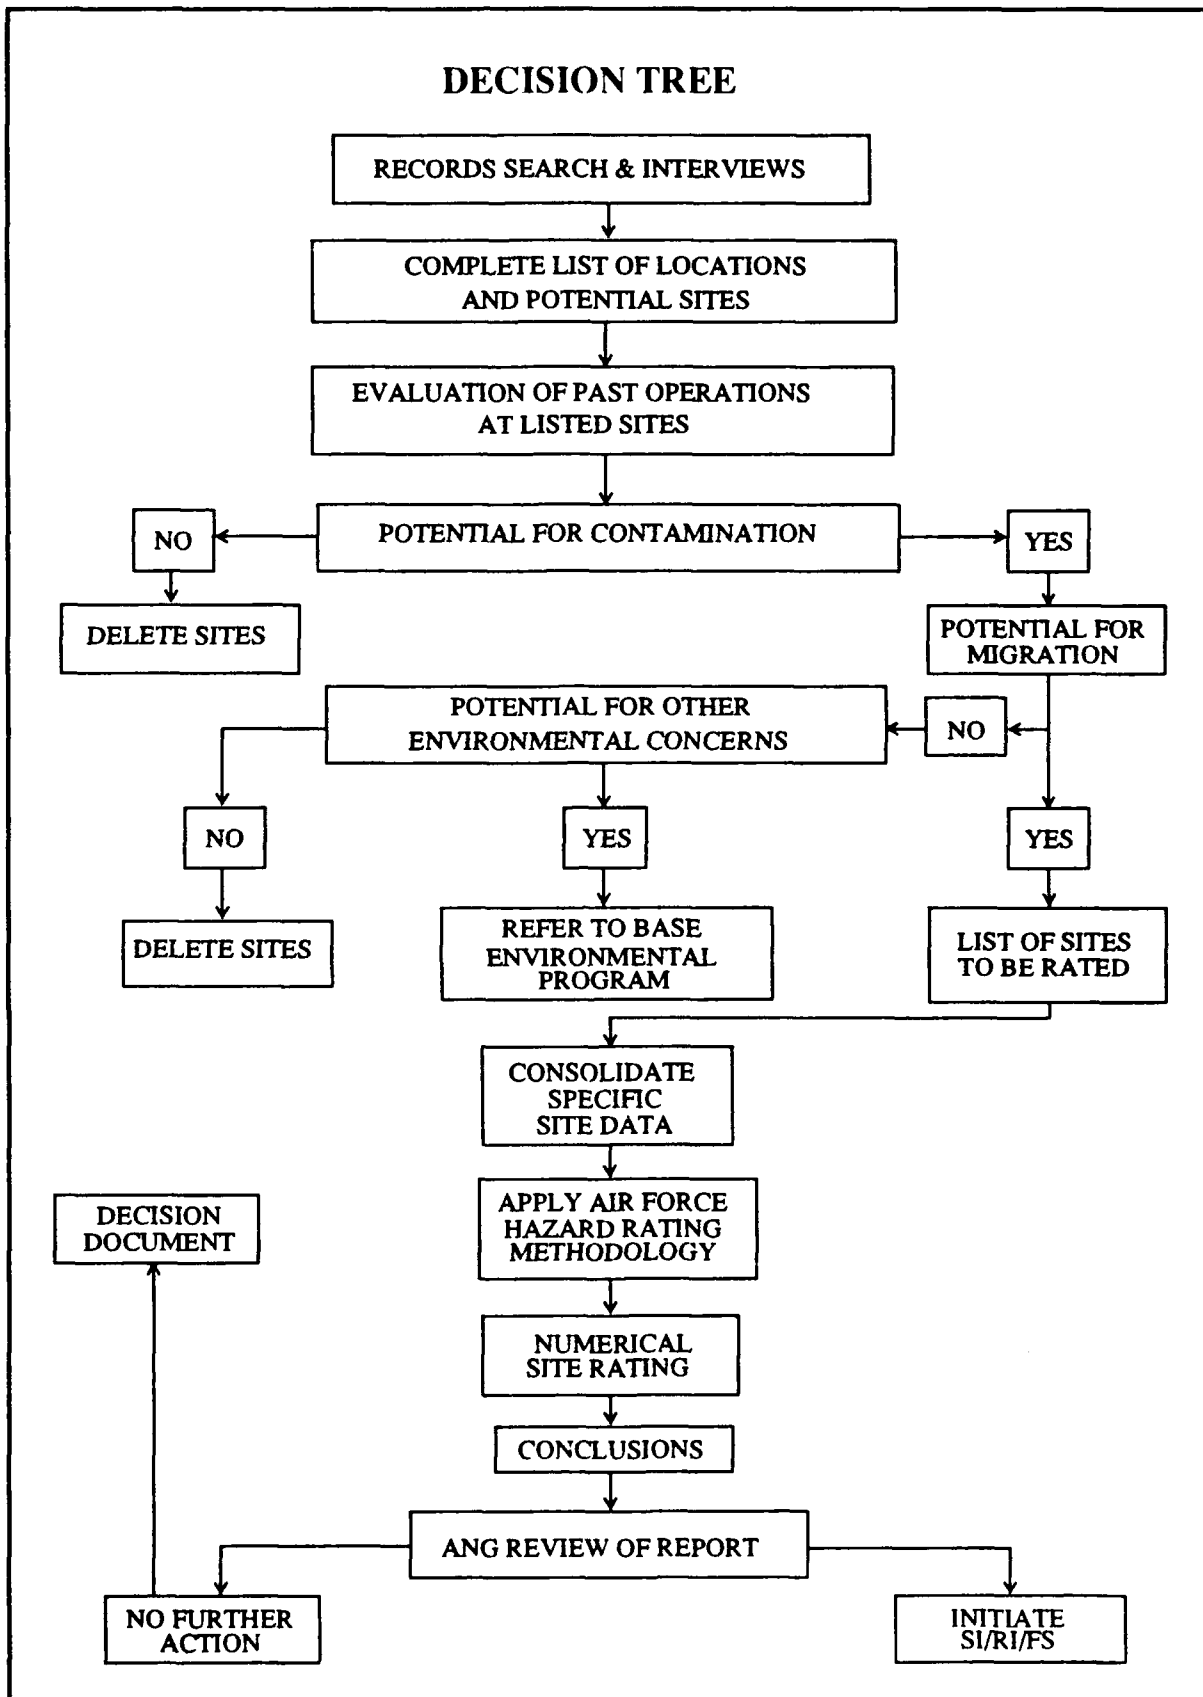 DECISION TREE
RECORDS SEARCH & INTERVIEWS
COMPLETE LIST OF LOCATIONS
AND POTENTIAL SITES
EVALUATION OF PAST OPERATIONS
AT LISTED SITES
NO
POTENTIAL FOR CONTAMINATION
YES
DELETE SITES
POTENTIAL FOR
MIGRATION
POTENTIAL FOR OTHER
ENVIRONMENTAL CONCERNS
NO
NO
YES
YES
DELETE SITES
REFER TO BASE
ENVIRONMENTAL
PROGRAM
LIST OF SITES
TO BE RATED
CONSOLIDATE
SPECIFIC
SITE DATA
APPLY AIR FORCE
HAZARD RATING
METHODOLOGY
DECISION
DOCUMENT
NUMERICAL
SITE RATING
CONCLUSIONS
ANG REVIEW OF REPORT
NO FURTHER
ACTION
INITIATE
SI/RI/FS